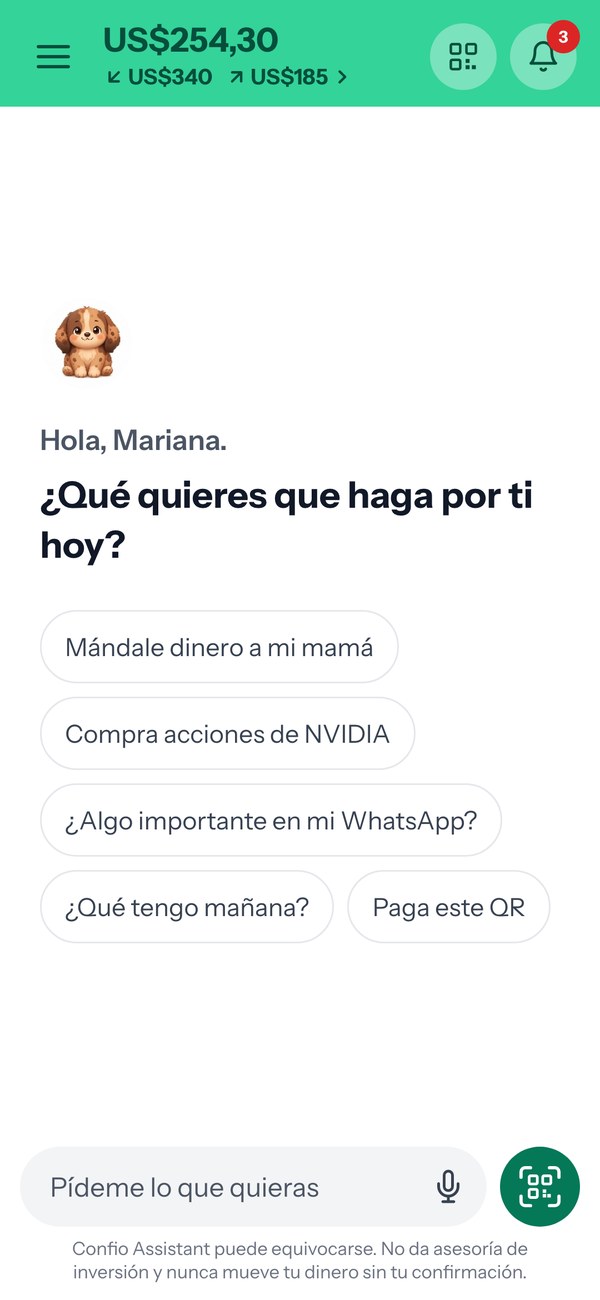 US$254,30
US$340 US$185
3
Hola, Mariana.
¿Qué quieres que haga por ti
hoy?
Mándale dinero a mi mamá
Compra acciones de NVIDIA
¿Algo importante en mi WhatsApp?
¿Qué tengo mañana?
Paga este QR
Pídeme lo que quieras
Confio Assistant puede equivocarse. No da asesoría de
inversión y nunca mueve tu dinero sin tu confirmación.